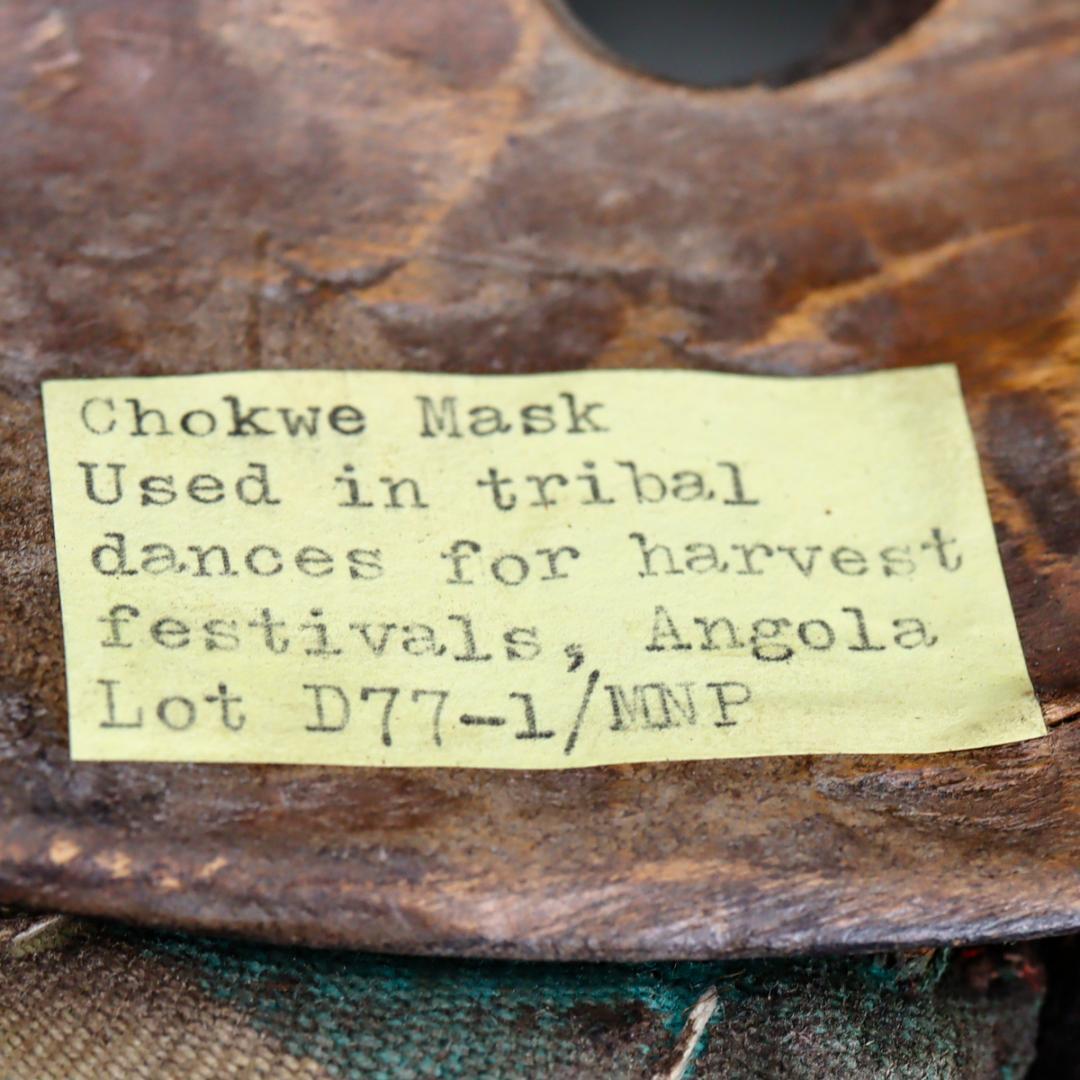 Chokwe Mask
Used in tribal
dances for harvest
festivals, Angola
Lot D77-1/MNP